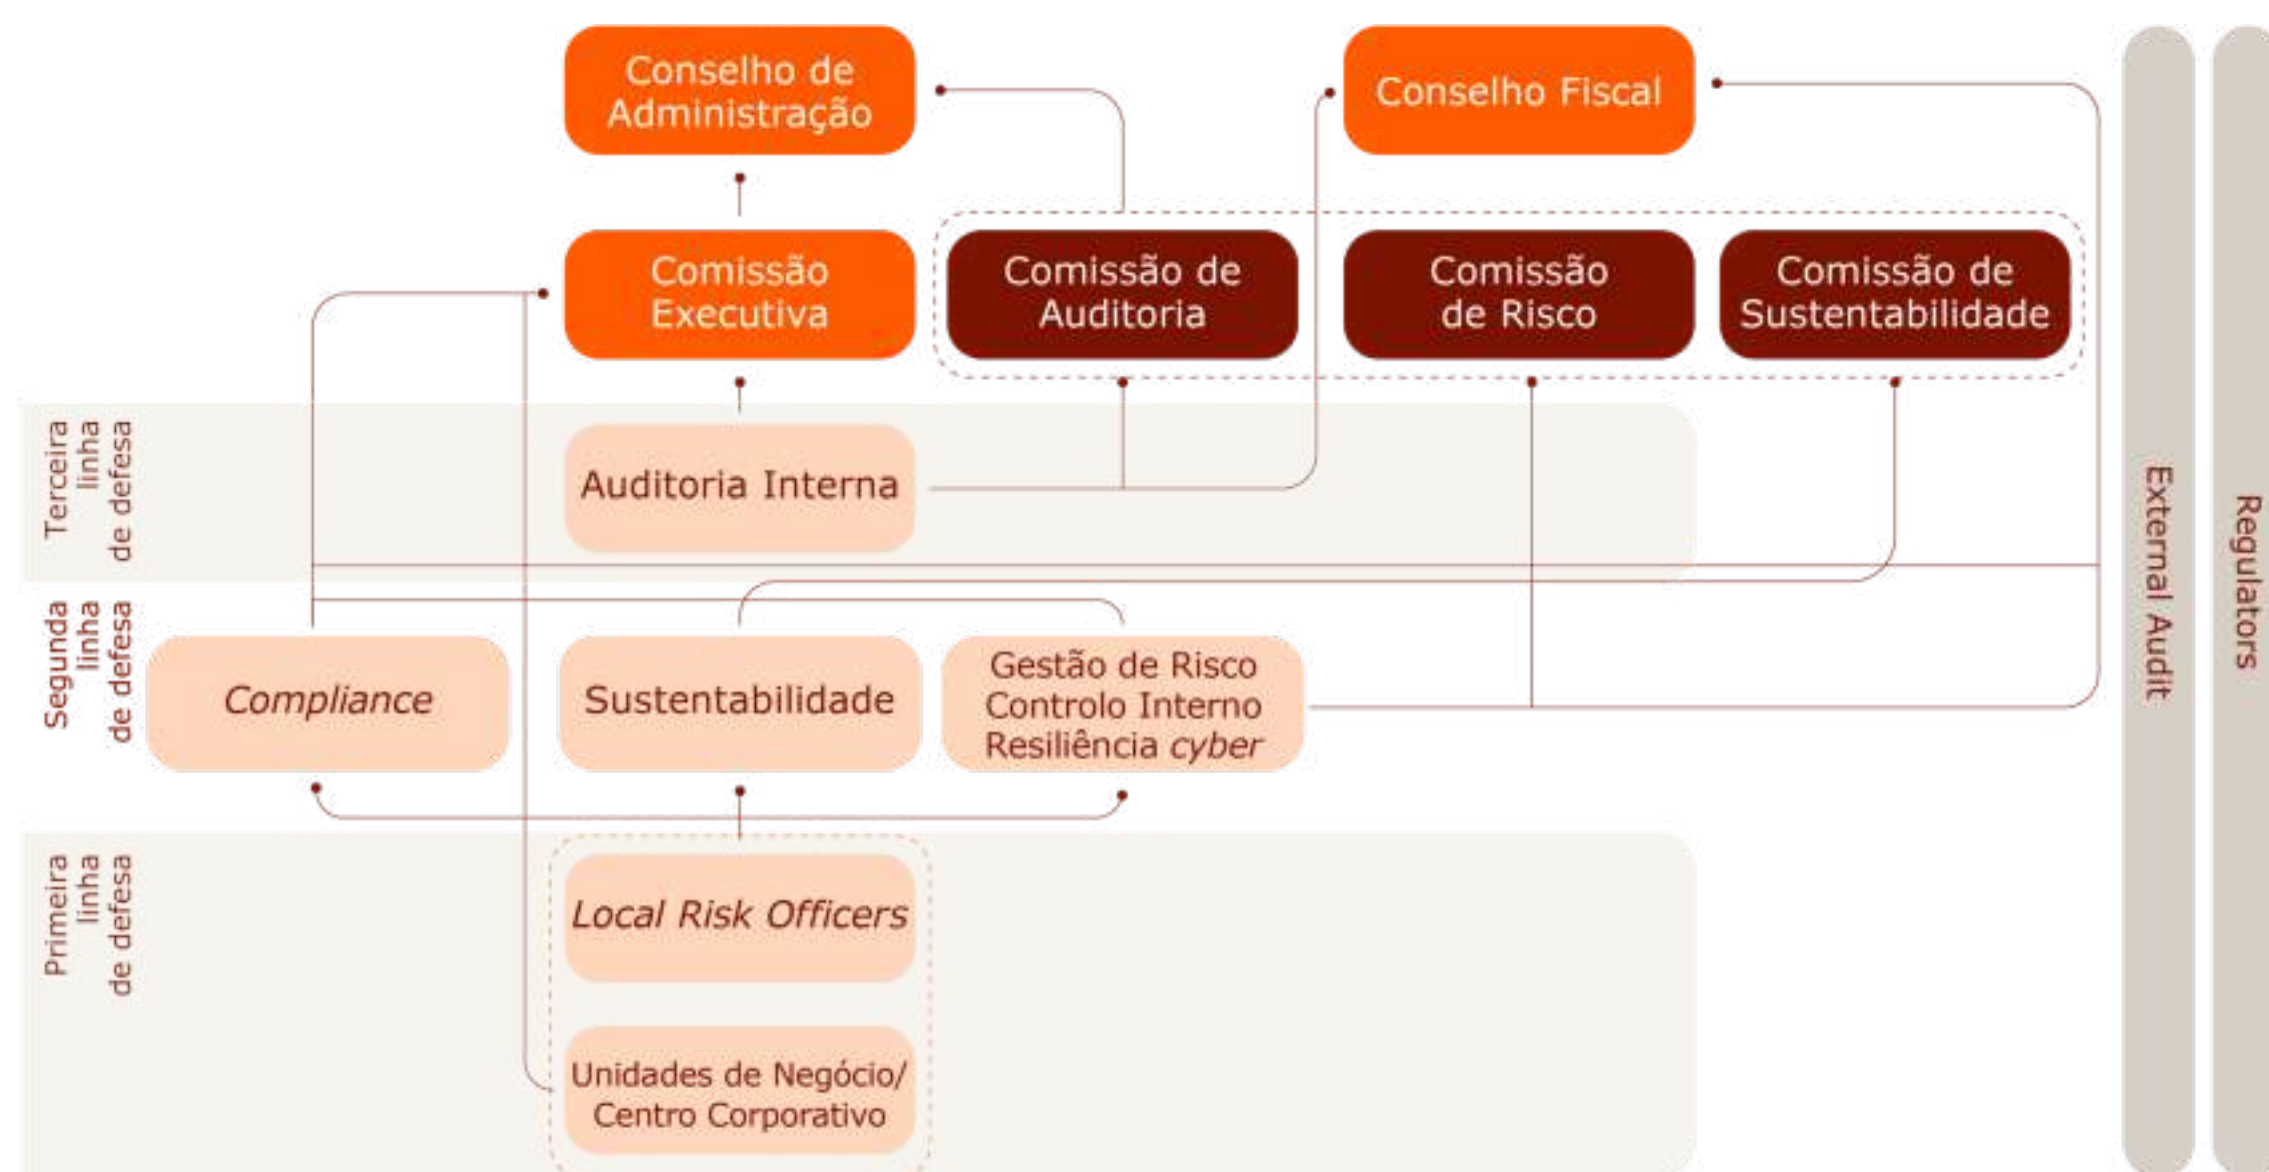 Conselho de
Administração
Conselho Fiscal
Comissão
Executiva
Comissão de
Auditoria
Comissão
de Risco
Comissão de
Sustentabilidade
Terceira
linha
de defesa
Auditoria Interna
Segunda
linha
de defesa
Compliance
Sustentabilidade
Gestão de Risco
Controlo Interno
Resiliência cyber
Primeira
linha
de defesa
Local Risk Officers
Unidades de Negócio/
Centro Corporativo
External Audit
Regulators